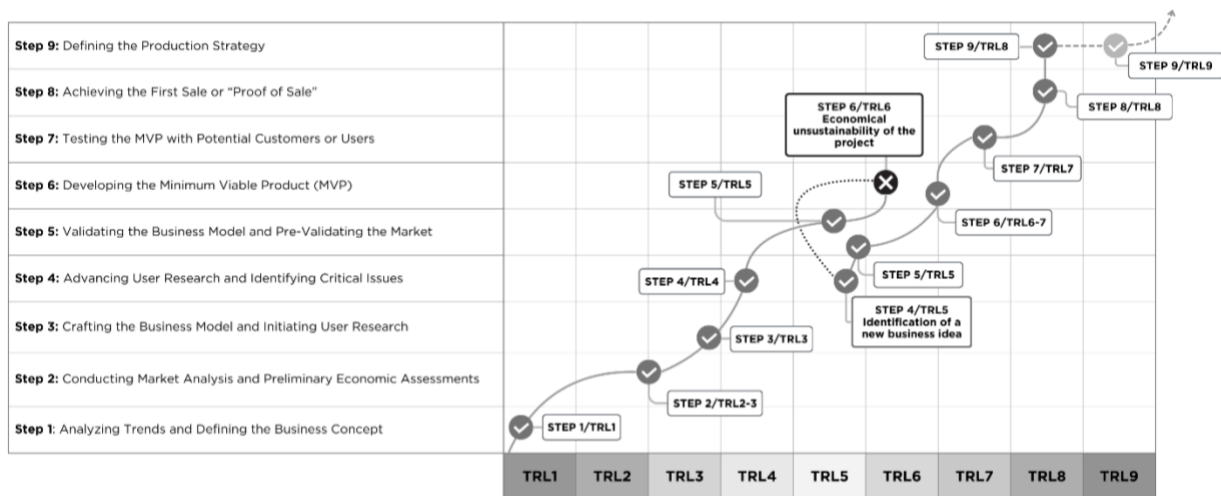 Step 9: Defining the Production Strategy
STEP 9/TRL8
STEP 9/TRL9
Step 8: Achieving the First Sale or “Proof of Sale”
STEP 8/TRL8
STEP 6/TRL6
Economical
unsustainability of the
project
Step 7: Testing the MVP with Potential Customers or Users
STEP 7/TRL7
Step 6: Developing the Minimum Viable Product (MVP)
STEP 5/TRL5
STEP 6/TRL6-7
Step 5: Validating the Business Model and Pre-Validating the Market
STEP 5/TRL5
Step 4: Advancing User Research and Identifying Critical Issues
STEP 4/TRL4
STEP 4/TRL5
Identification of a
new business idea
Step 3: Crafting the Business Model and Initiating User Research
STEP 3/TRL3
Step 2: Conducting Market Analysis and Preliminary Economic Assessments
STEP 2/TRL2-3
Step 1: Analyzing Trends and Defining the Business Concept
STEP 1/TRL1
TRL1 TRL2 TRL3 TRL4 TRL5 TRL6 TRL7 TRL8 TRL9